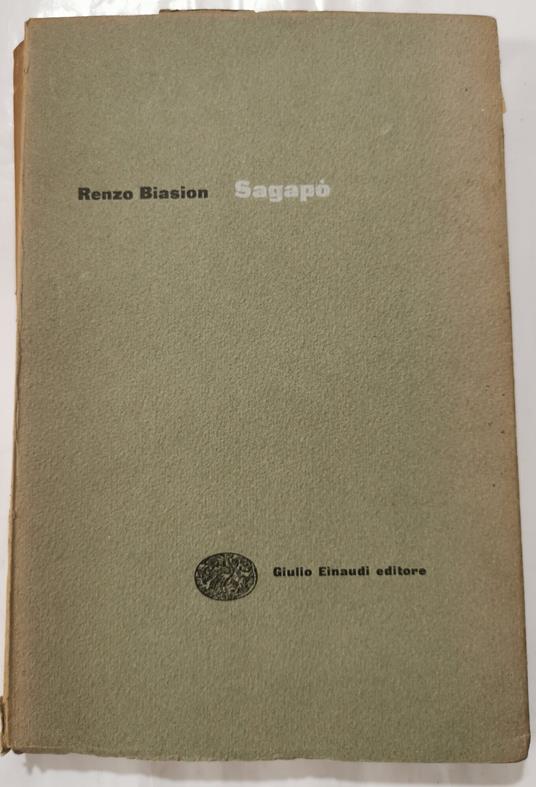 Renzo Biasion Sagapò
Giulio Einaudi editore